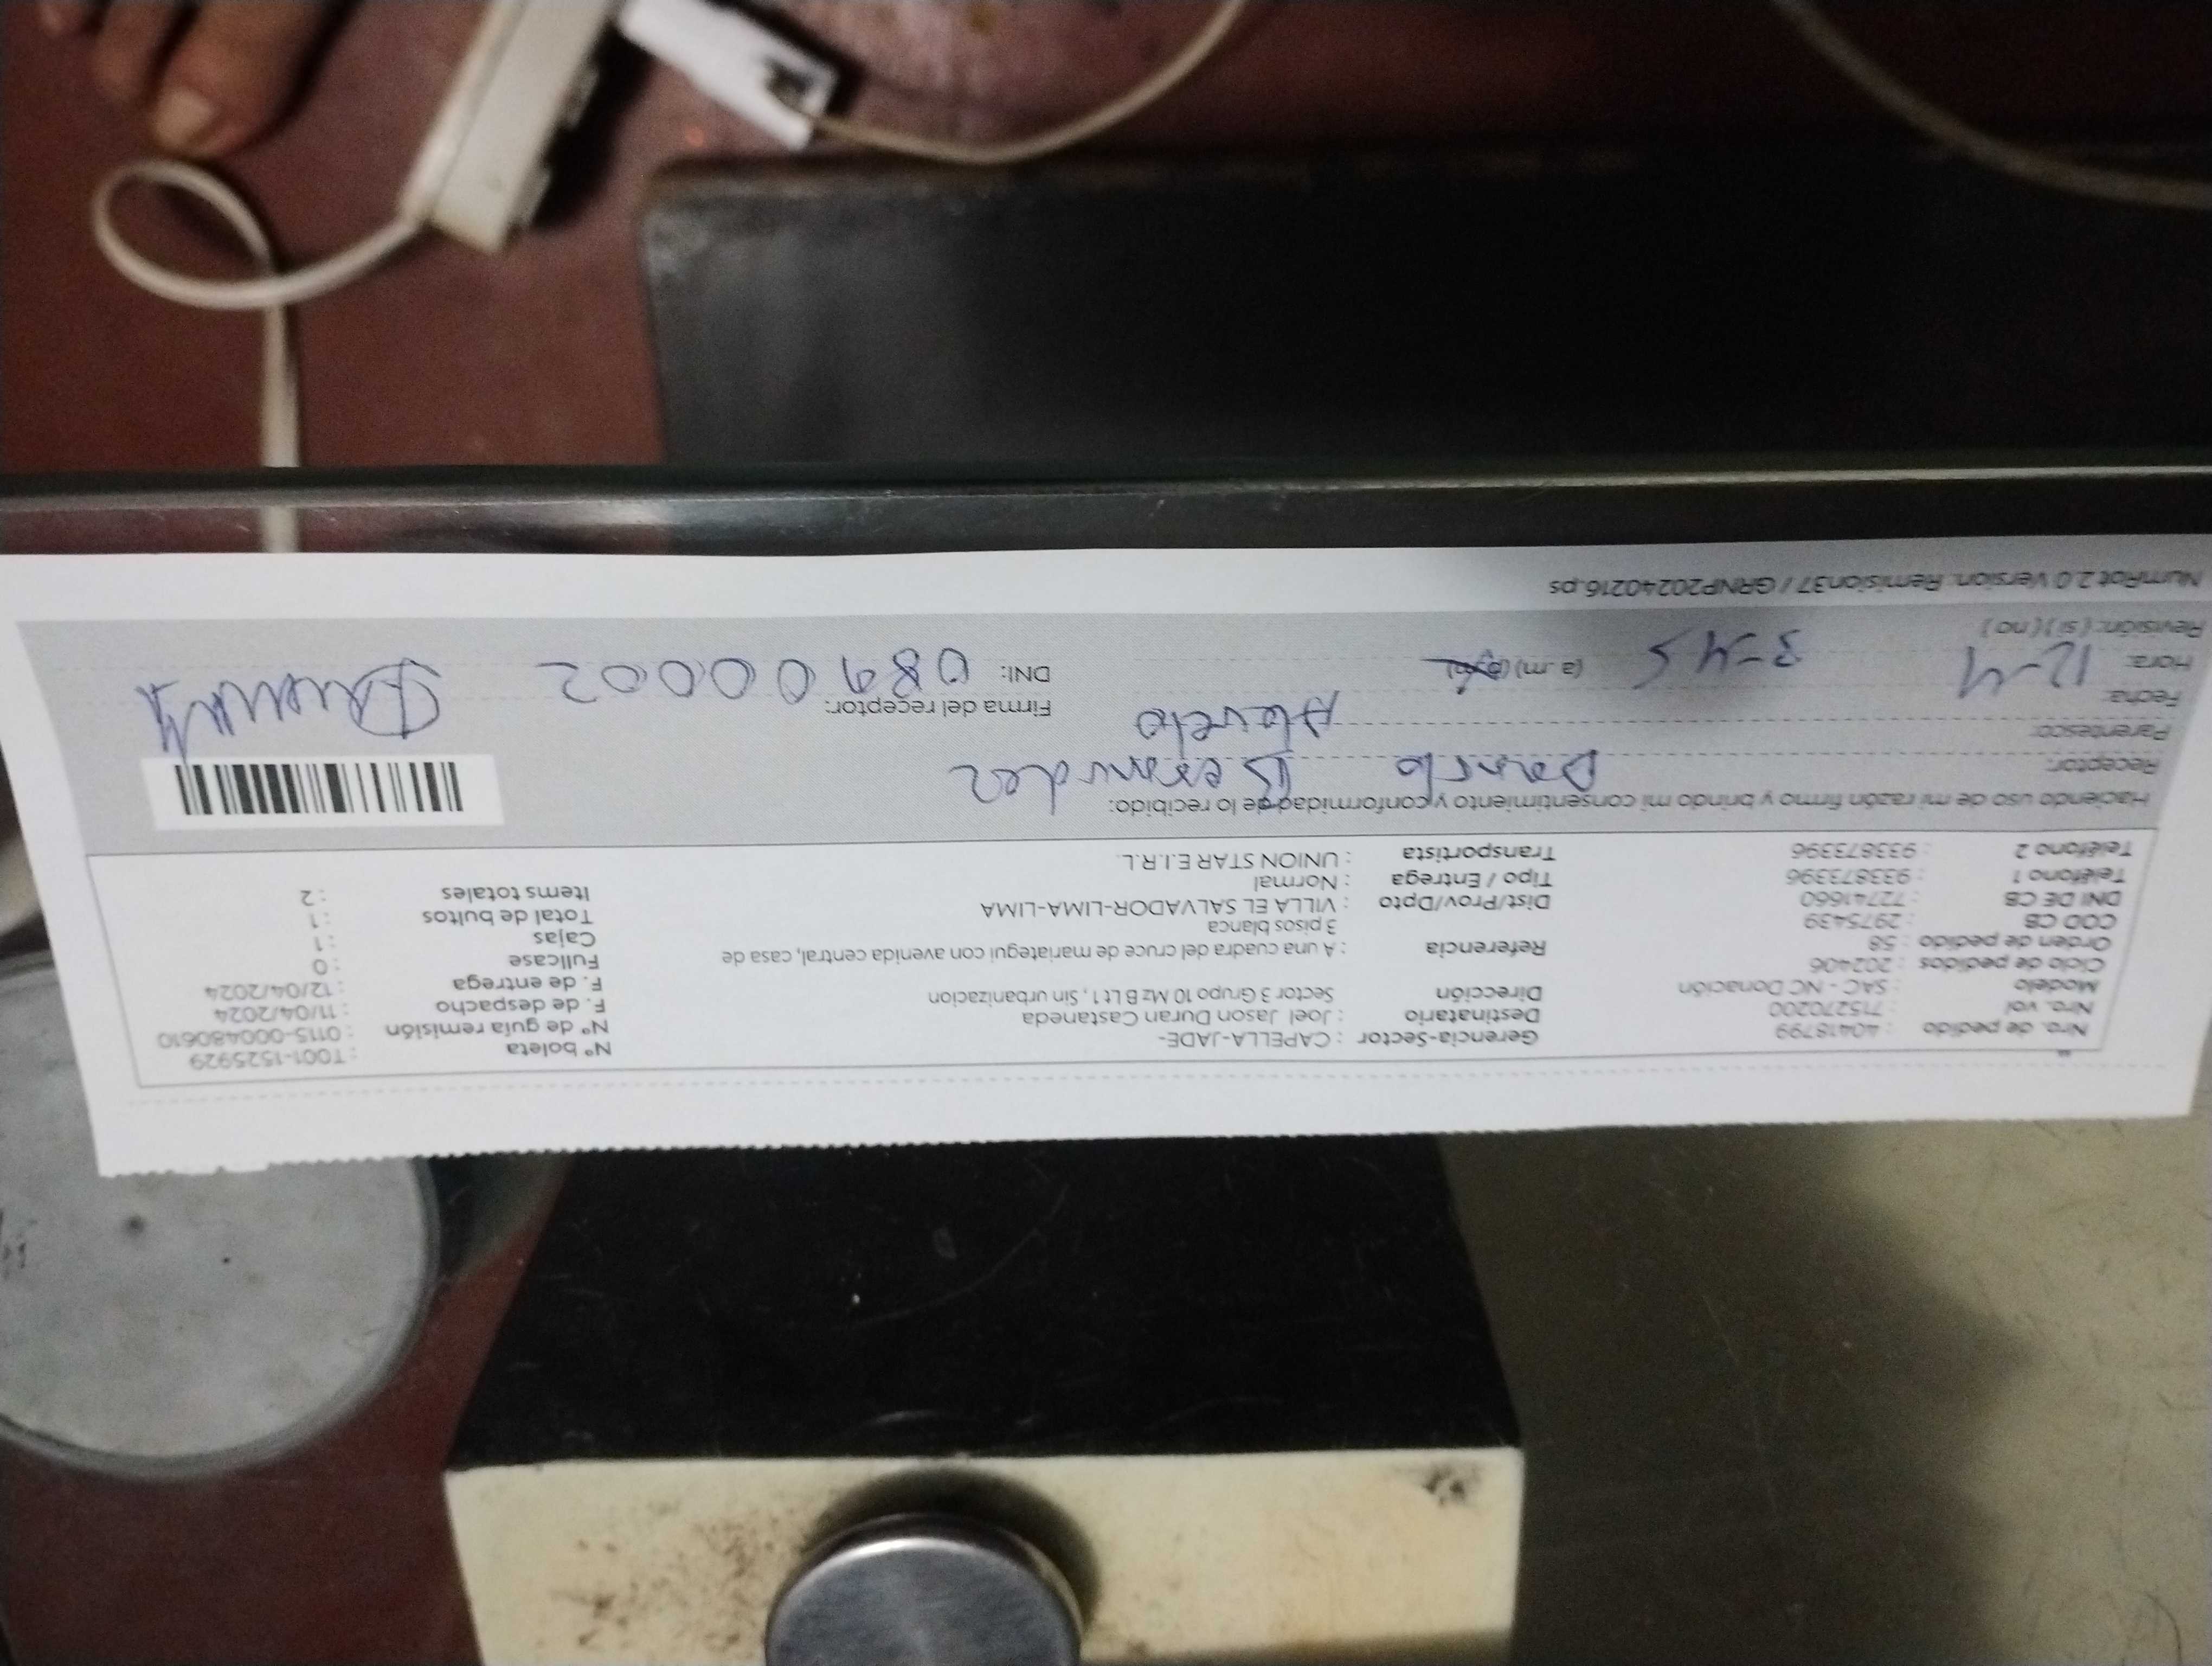 Nro. de pedido : 40418799 Gerencia-Sector : CAPELLA-JADE- N° boleta : T001-1525929
Nro. vol : 715270200 Destinatario : Joel Jason Duran Castaneda N° de guía remisión : 0115-000480610
Modelo : SAC - NC Donación Dirección Sector 3 Grupo 10 Mz B Lt 1 , Sin urbanizacion F. de despacho : 11/04/2024
Ciclo de pedidos : 202406 F. de entrega : 12/04/2024
Orden de pedido : 58 Referencia : A una cuadra del cruce de mariategui con avenida central, casa de Fullcase : 0
COD CB : 2975439 3 pisos blanca Cajas : 1
DNI DE CB : 72741660 Dist/Prov/Dpto : VILLA EL SALVADOR-LIMA-LIMA Total de bultos : 1
Teléfono 1 : 933873396 Tipo / Entrega : Normal Items totales : 2
Teléfono 2 : 933873396 Transportista : UNION STAR E.I.R.L.
Haciendo uso de mi razón firmo y brindo mi consentimiento y conformidad de lo recibido:
Receptor: Bermudez
Parentesco:
Fecha: 12-4 Firma del receptor:
Hora: 3-45 (a.m) (p.m) DNI: 08900002
Revisión: ( si ) ( no )
NumRot 2.0 Version: Remision37 / GRNP20240216.ps